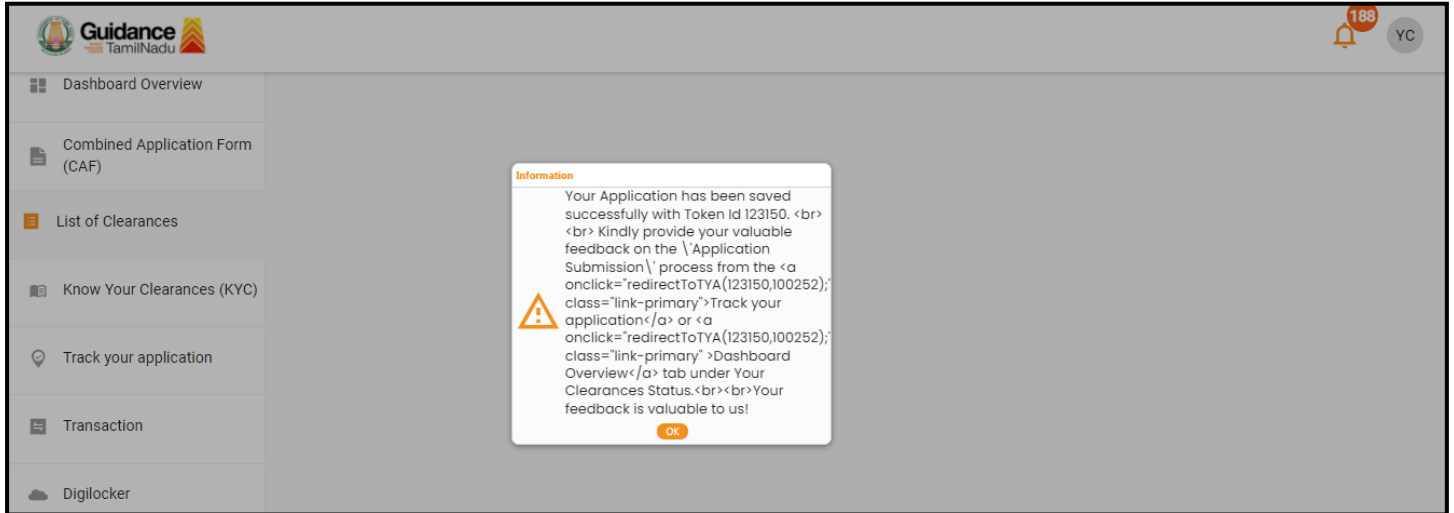 Guidance
TamilNadu
188
YC
Dashboard Overview
Combined Application Form
(CAF)
List of Clearances
Know Your Clearances (KYC)
Track your application
Transaction
Digilocker
Information
Your Application has been saved
successfully with Token Id 123150. <br>
<br> Kindly provide your valuable
feedback on the \'Application
Submission\' process from the <a
onclick="redirectToTYA(123150,100252);"
class="link-primary">Track your
application</a> or <a
onclick="redirectToTYA(123150,100252);"
class="link-primary" >Dashboard
Overview</a> tab under Your
Clearances Status.<br><br>Your
feedback is valuable to us!
OK